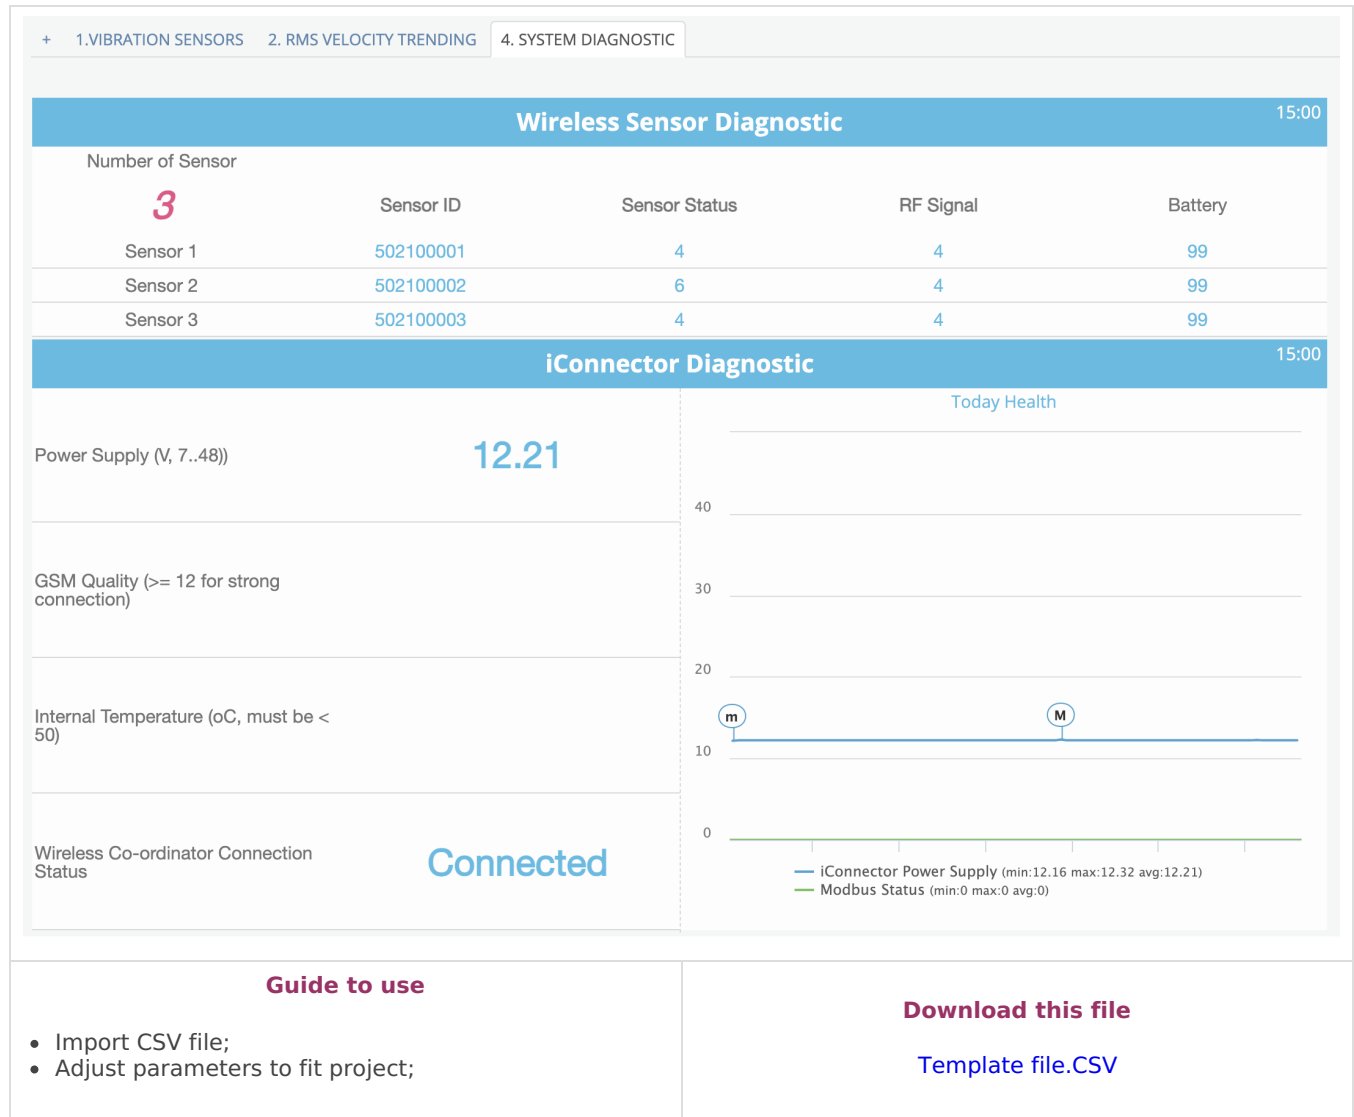 + 1.VIBRATION SENSORS 2. RMS VELOCITY TRENDING 4. SYSTEM DIAGNOSTIC
Wireless Sensor Diagnostic 15:00
Number of Sensor
3 Sensor ID Sensor Status RF Signal Battery
Sensor 1 502100001 4 4 99
Sensor 2 502100002 6 4 99
Sensor 3 502100003 4 4 99
iConnector Diagnostic 15:00
Power Supply (V, 7..48)) 12.21
GSM Quality (>= 12 for strong
connection)
Internal Temperature (oC, must be <
50)
Wireless Co-ordinator Connection
Status
Connected
Today Health
40
30
20
m M
10
0
iConnector Power Supply (min:12.16 max:12.32 avg:12.21)
Modbus Status (min:0 max:0 avg:0)
Guide to use
• Import CSV file;
• Adjust parameters to fit project;
Download this file
Template file.CSV